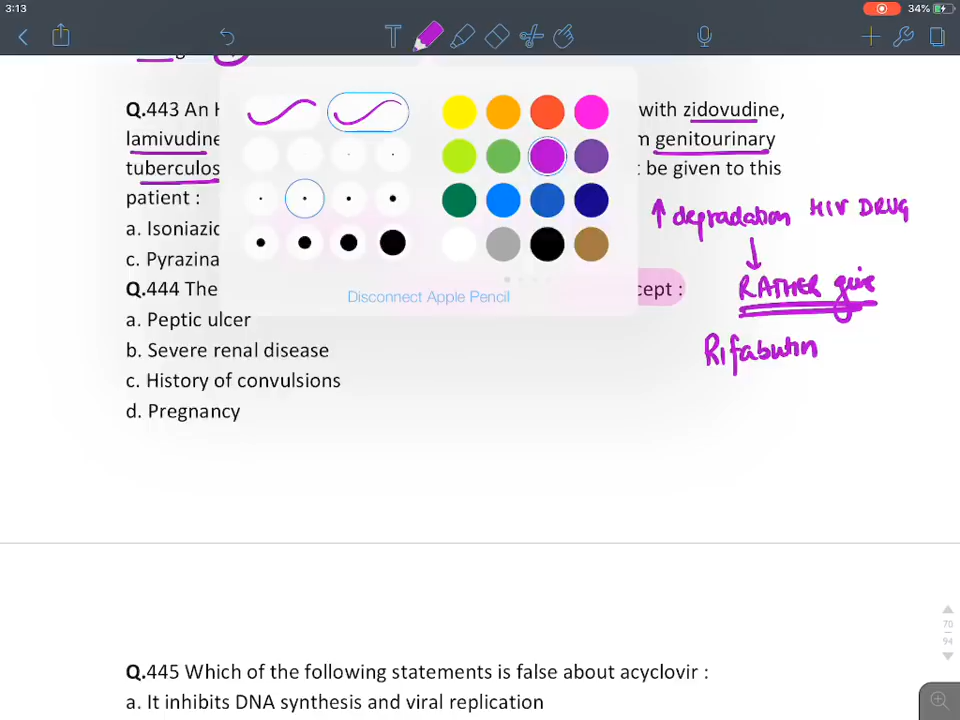 3:13
34%
T
Q.443 An with zidovudine,
lamivudine genitourinary
tuberculos be given to this
patient :
a. Isoniazid
c. Pyrazina
↑ degradation HIV DRUG
↓
RATHER give
Rifabutin
Q.444 The cept :
a. Peptic ulcer
b. Severe renal disease
c. History of convulsions
d. Pregnancy
Disconnect Apple Pencil
70
94
Q.445 Which of the following statements is false about acyclovir :
a. It inhibits DNA synthesis and viral replication